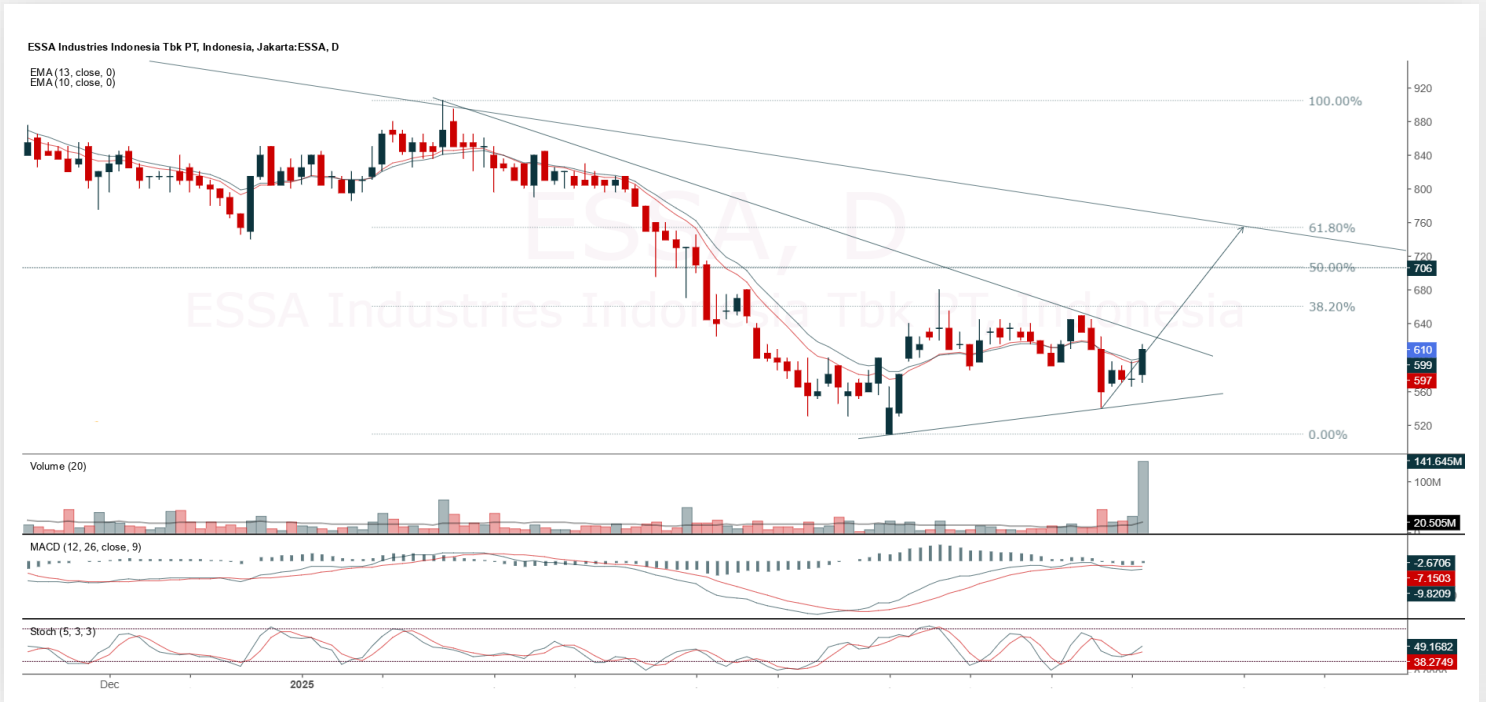 ESSA Industries Indonesia Tbk PT, Indonesia, Jakarta:ESSA, D
EMA (13, close, 0)
EMA (10, close, 0)
ESSA, D
ESSA Industries Indonesia Tbk PT, Indonesia
100.00%
61.80%
50.00%
38.20%
0.00%
920
880
840
800
760
720
706
680
640
610
599
597
560
520
Volume (20)
141.645M
100M
20.505M
MACD (12, 26, close, 9)
-2.6706
-7.1503
-9.8209
Stoch (5, 3, 3)
49.1682
38.2749
Dec
2025